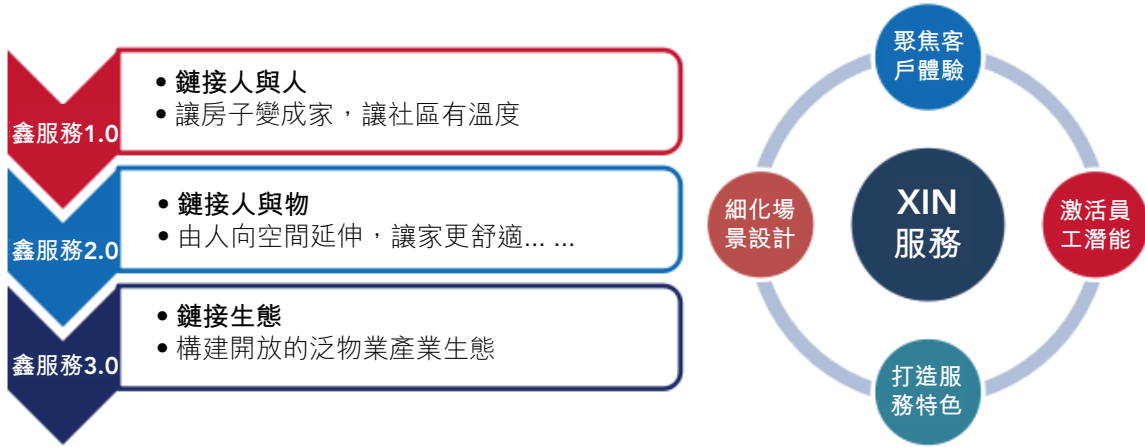 鑫服務1.0
• 鏈接人與人
• 讓房子變成家，讓社區有溫度
鑫服務2.0
• 鏈接人與物
• 由人向空間延伸，讓家更舒適... ...
鑫服務3.0
• 鏈接生態
• 構建開放的泛物業產業生態
聚焦客
戶體驗
細化場
景設計
XIN
服務
激活員
工潛能
打造服
務特色